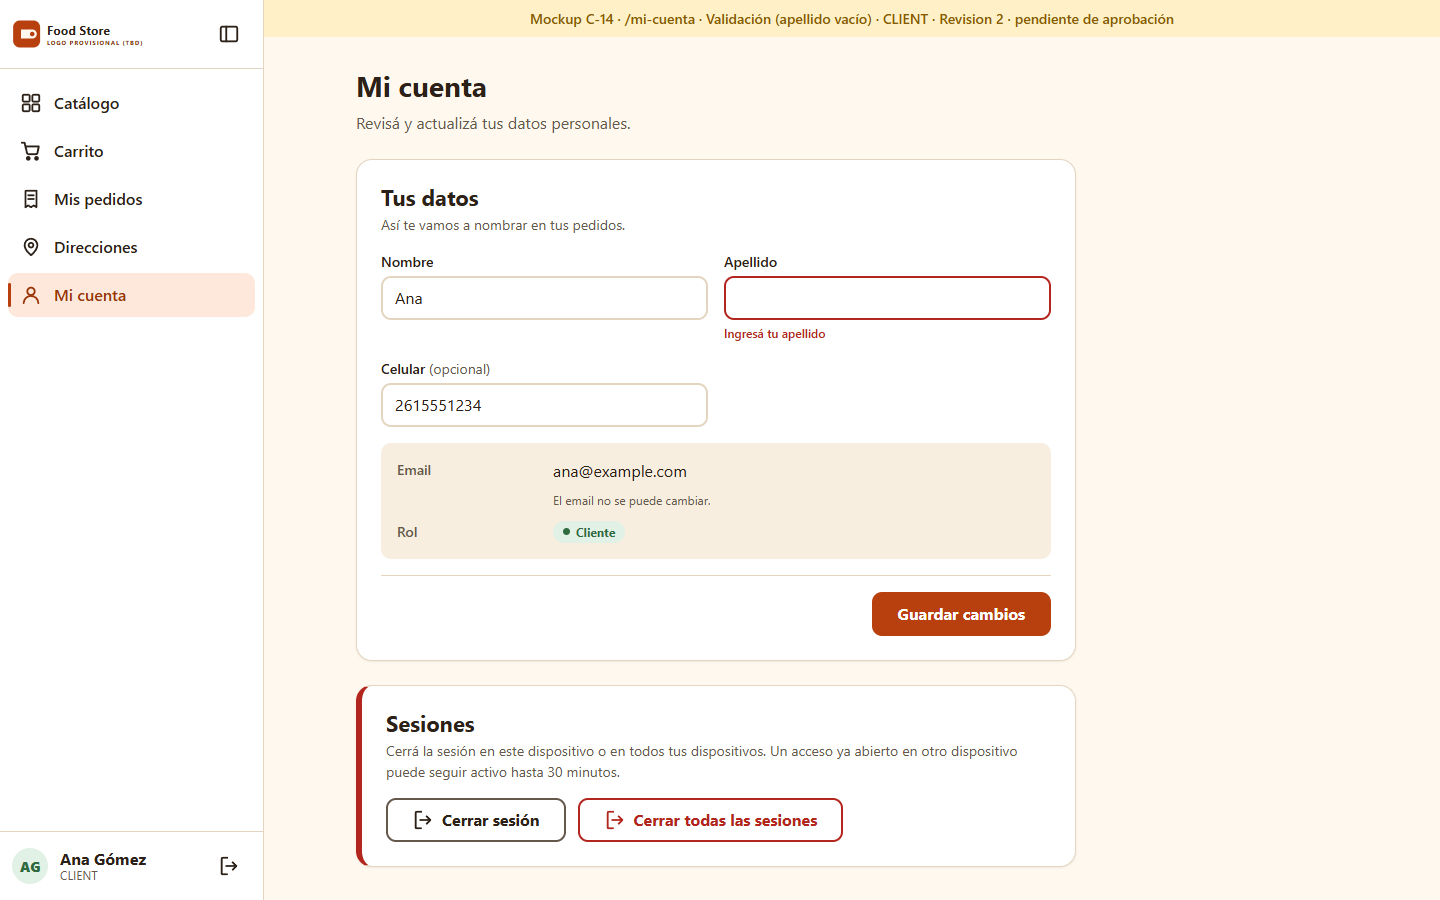 Food Store
LOGO PROVISIONAL (TBD)
Catálogo
Carrito
Mis pedidos
Direcciones
Mi cuenta
AG
Ana Gómez
CLIENT
Mockup C-14 · /mi-cuenta · Validación (apellido vacío) · CLIENT · Revision 2 · pendiente de aprobación
Mi cuenta
Revisá y actualizá tus datos personales.
Tus datos
Así te vamos a nombrar en tus pedidos.
Nombre
Ana
Apellido
Ingresá tu apellido
Celular (opcional)
2615551234
Email
ana@example.com
El email no se puede cambiar.
Rol
Cliente
Guardar cambios
Sesiones
Cerrá la sesión en este dispositivo o en todos tus dispositivos. Un acceso ya abierto en otro dispositivo
puede seguir activo hasta 30 minutos.
Cerrar sesión
Cerrar todas las sesiones